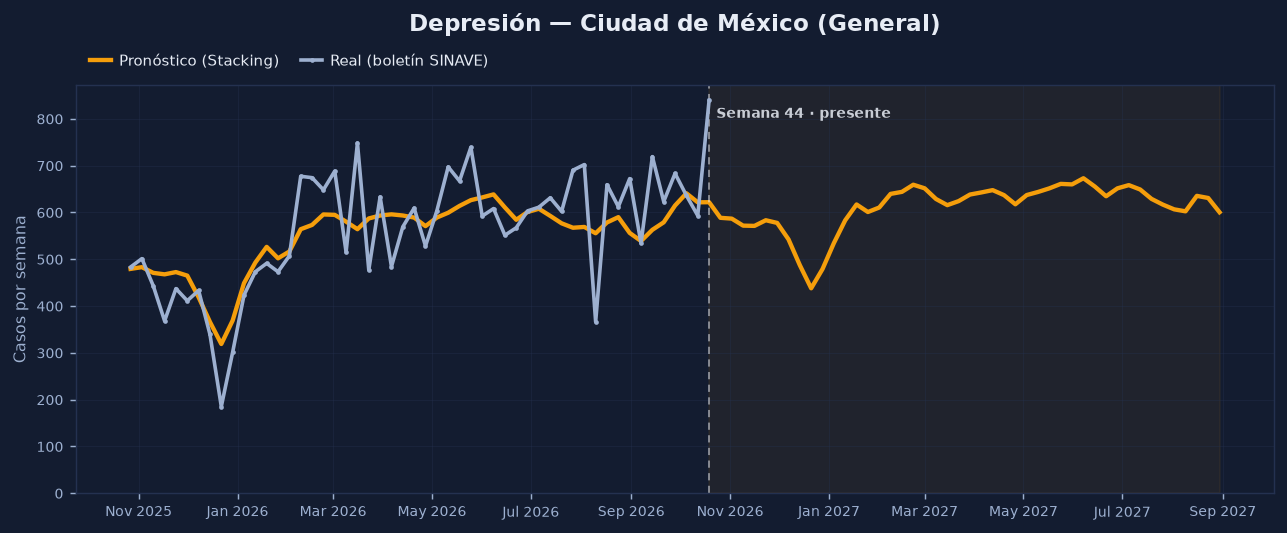 Depresión — Ciudad de México (General)
Pronóstico (Stacking)
Real (boletín SINAVE)
Semana 44 · presente
Casos por semana
800
700
600
500
400
300
200
100
0
Nov 2025
Jan 2026
Mar 2026
May 2026
Jul 2026
Sep 2026
Nov 2026
Jan 2027
Mar 2027
May 2027
Jul 2027
Sep 2027